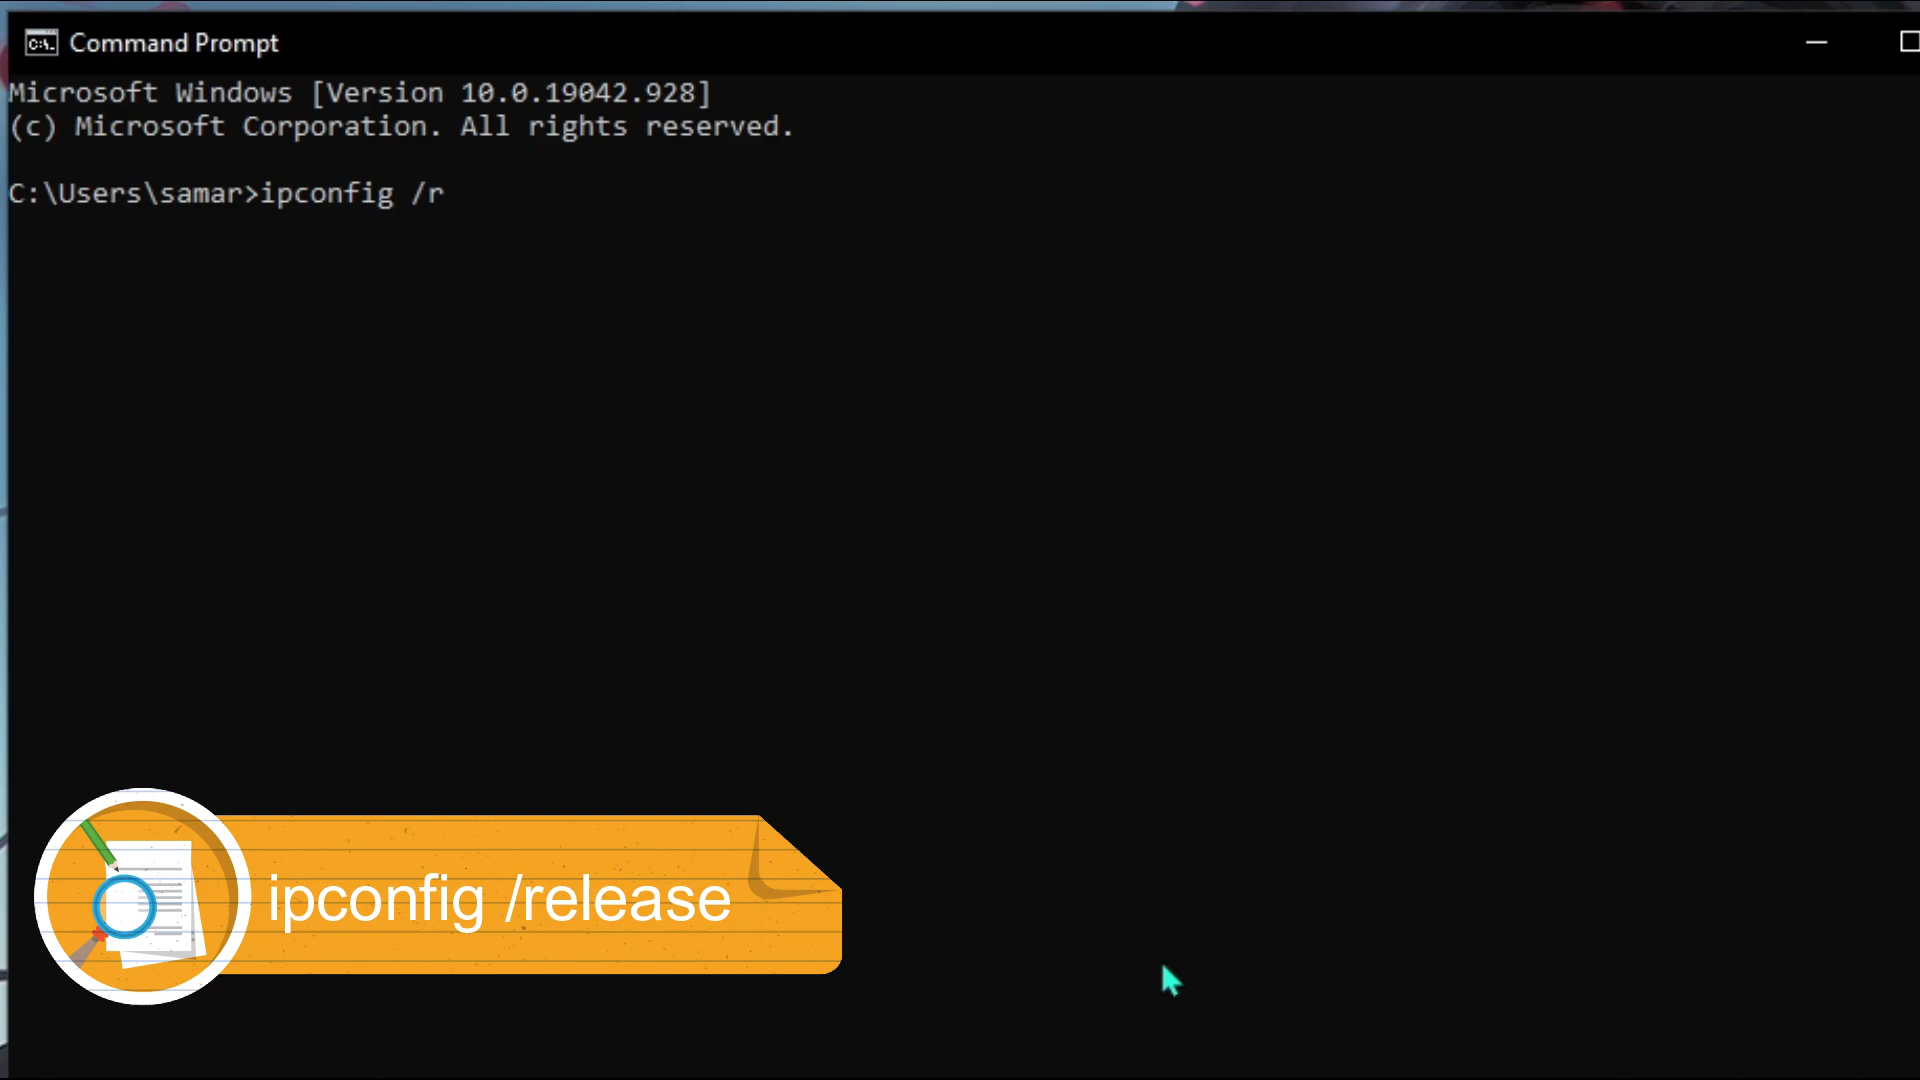 Command Prompt
Microsoft Windows [Version 10.0.19042.928]
(c) Microsoft Corporation. All rights reserved.
C:\Users\samar>ipconfig /r
ipconfig /release